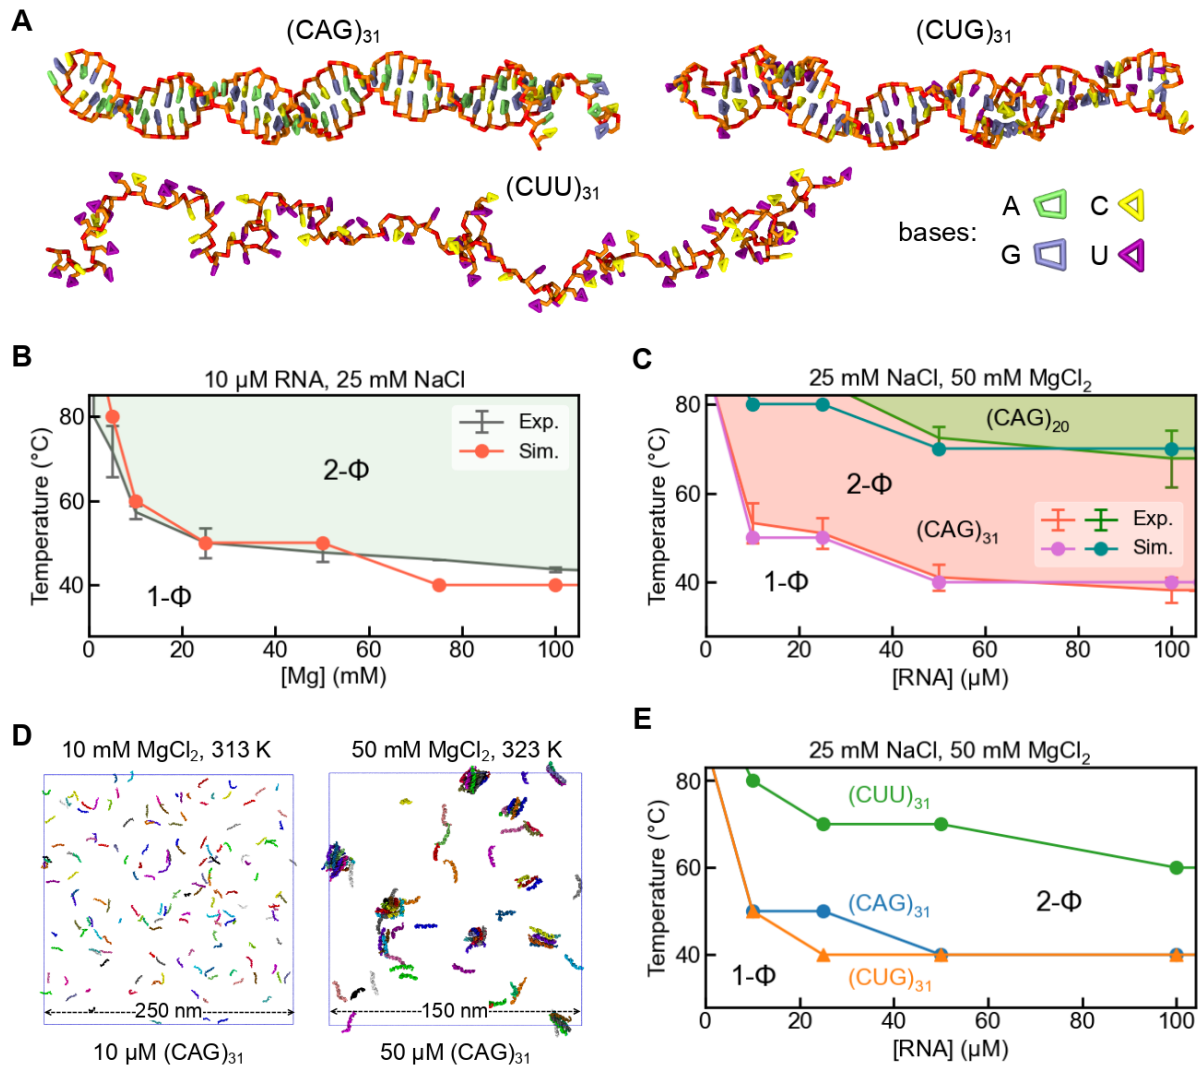 A
(CAG)31
(CUG)31
(CUU)31
bases:
A
C
G
U
B
10 µM RNA, 25 mM NaCl
Temperature (°C)
80
60
40
Exp.
Sim.
2-Φ
1-Φ
0 20 40 60 80 100
[Mg] (mM)
C
25 mM NaCl, 50 mM MgCl2
Temperature (°C)
80
60
40
(CAG)20
2-Φ
Exp.
Sim.
(CAG)31
1-Φ
0 20 40 60 80 100
[RNA] (µM)
D
10 mM MgCl2, 313 K
250 nm
10 µM (CAG)31
50 mM MgCl2, 323 K
150 nm
50 µM (CAG)31
E
25 mM NaCl, 50 mM MgCl2
Temperature (°C)
80
60
40
(CUU)31
(CAG)31
2-Φ
1-Φ
(CUG)31
0 20 40 60 80 100
[RNA] (µM)